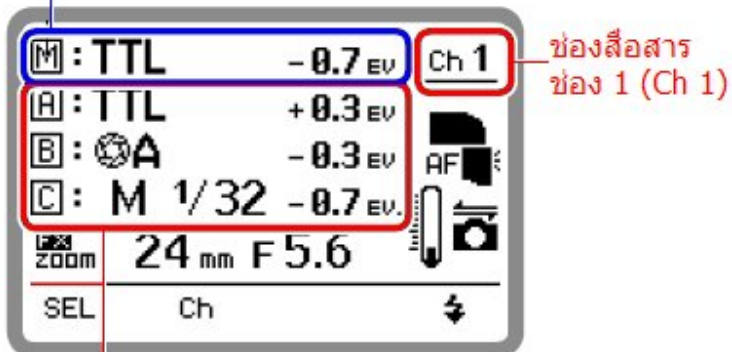 M : TTL -0.7 EV Ch 1
A : TTL +0.3 EV
B : A -0.3 EV
C : M 1/32 -0.7 EV.
AF
FX
zoom 24 mm F 5.6
SEL Ch
ช่องสื่อสาร
ช่อง 1 (Ch 1)